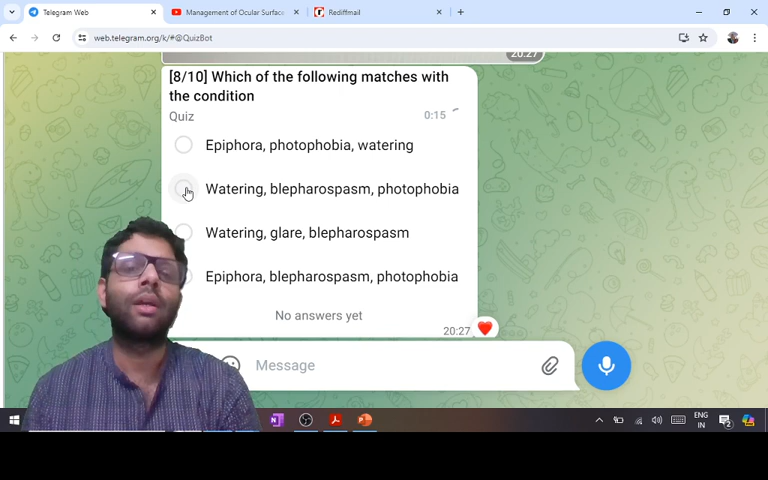 Telegram Web
Management of Ocular Surface
Rediffmail
web.telegram.org/k/#@QuizBot
20:27
[8/10] Which of the following matches with
the condition
Quiz
0:15
Epiphora, photophobia, watering
Watering, blepharospasm, photophobia
Watering, glare, blepharospasm
Epiphora, blepharospasm, photophobia
No answers yet
20:27
Message
ENG
IN
2